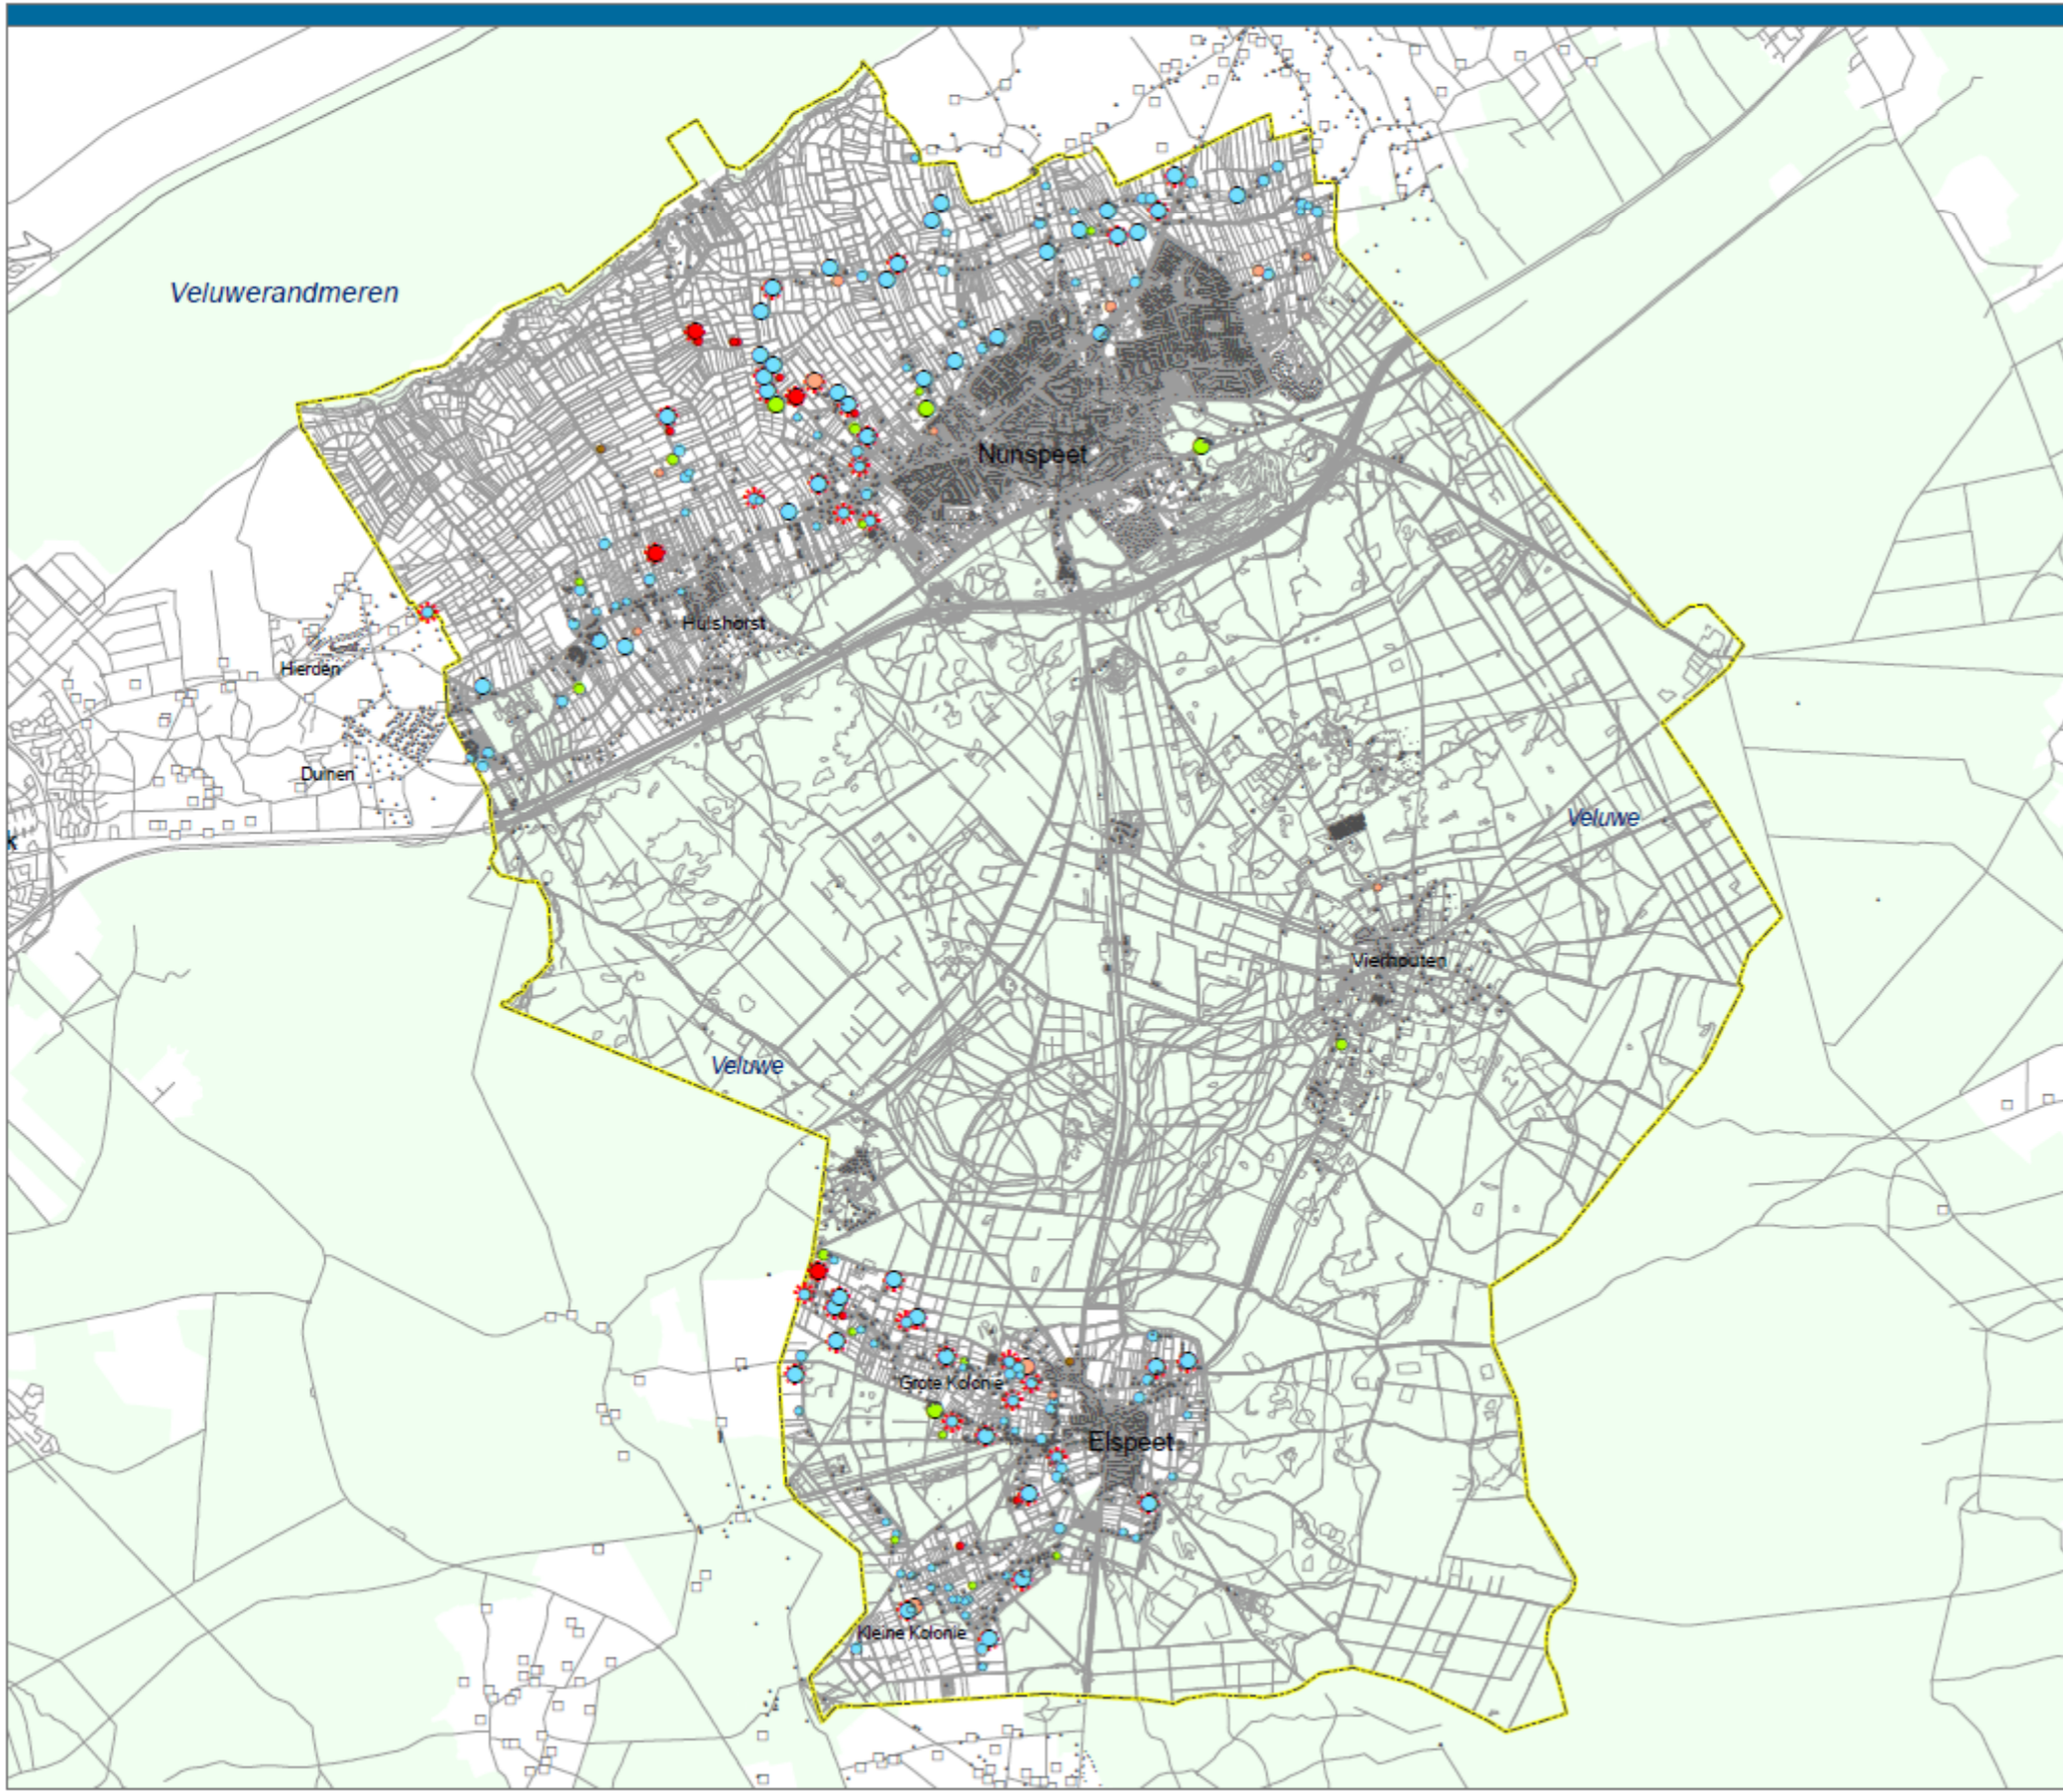 Veluwerandmeren
Nunspeet
Hulshorst
Hierden
Duinen
Veluwe
k
Vierhouten
Veluwe
Grote Kolonie
Elspeet
Kleine Kolonie